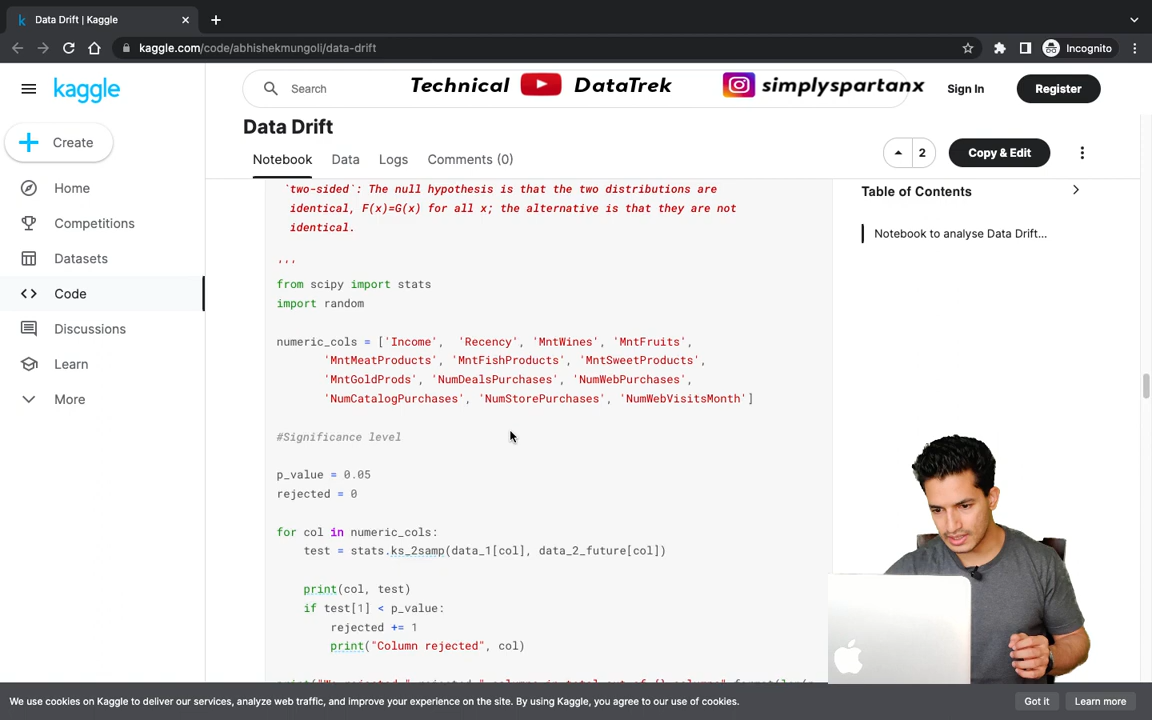 Data Drift | Kaggle
kaggle.com/code/abhishekmungoli/data-drift
Incognito
kaggle
Search
Technical DataTrek simplyspartanx
Sign In
Register
Create
Data Drift
Notebook Data Logs Comments (0)
2
Copy & Edit
Home
Competitions
Datasets
Code
Discussions
Learn
More
Table of Contents
Notebook to analyse Data Drift...
`two-sided`: The null hypothesis is that the two distributions are
identical, F(x)=G(x) for all x; the alternative is that they are not
identical.
'''
from scipy import stats
import random
numeric_cols = ['Income', 'Recency', 'MntWines', 'MntFruits',
'MntMeatProducts', 'MntFishProducts', 'MntSweetProducts',
'MntGoldProds', 'NumDealsPurchases', 'NumWebPurchases',
'NumCatalogPurchases', 'NumStorePurchases', 'NumWebVisitsMonth']
#Significance level
p_value = 0.05
rejected = 0
for col in numeric_cols:
test = stats.ks_2samp(data_1[col], data_2_future[col])
print(col, test)
if test[1] < p_value:
rejected += 1
print("Column rejected", col)
We use cookies on Kaggle to deliver our services, analyze web traffic, and improve your experience on the site. By using Kaggle, you agree to our use of cookies.
Got it
Learn more